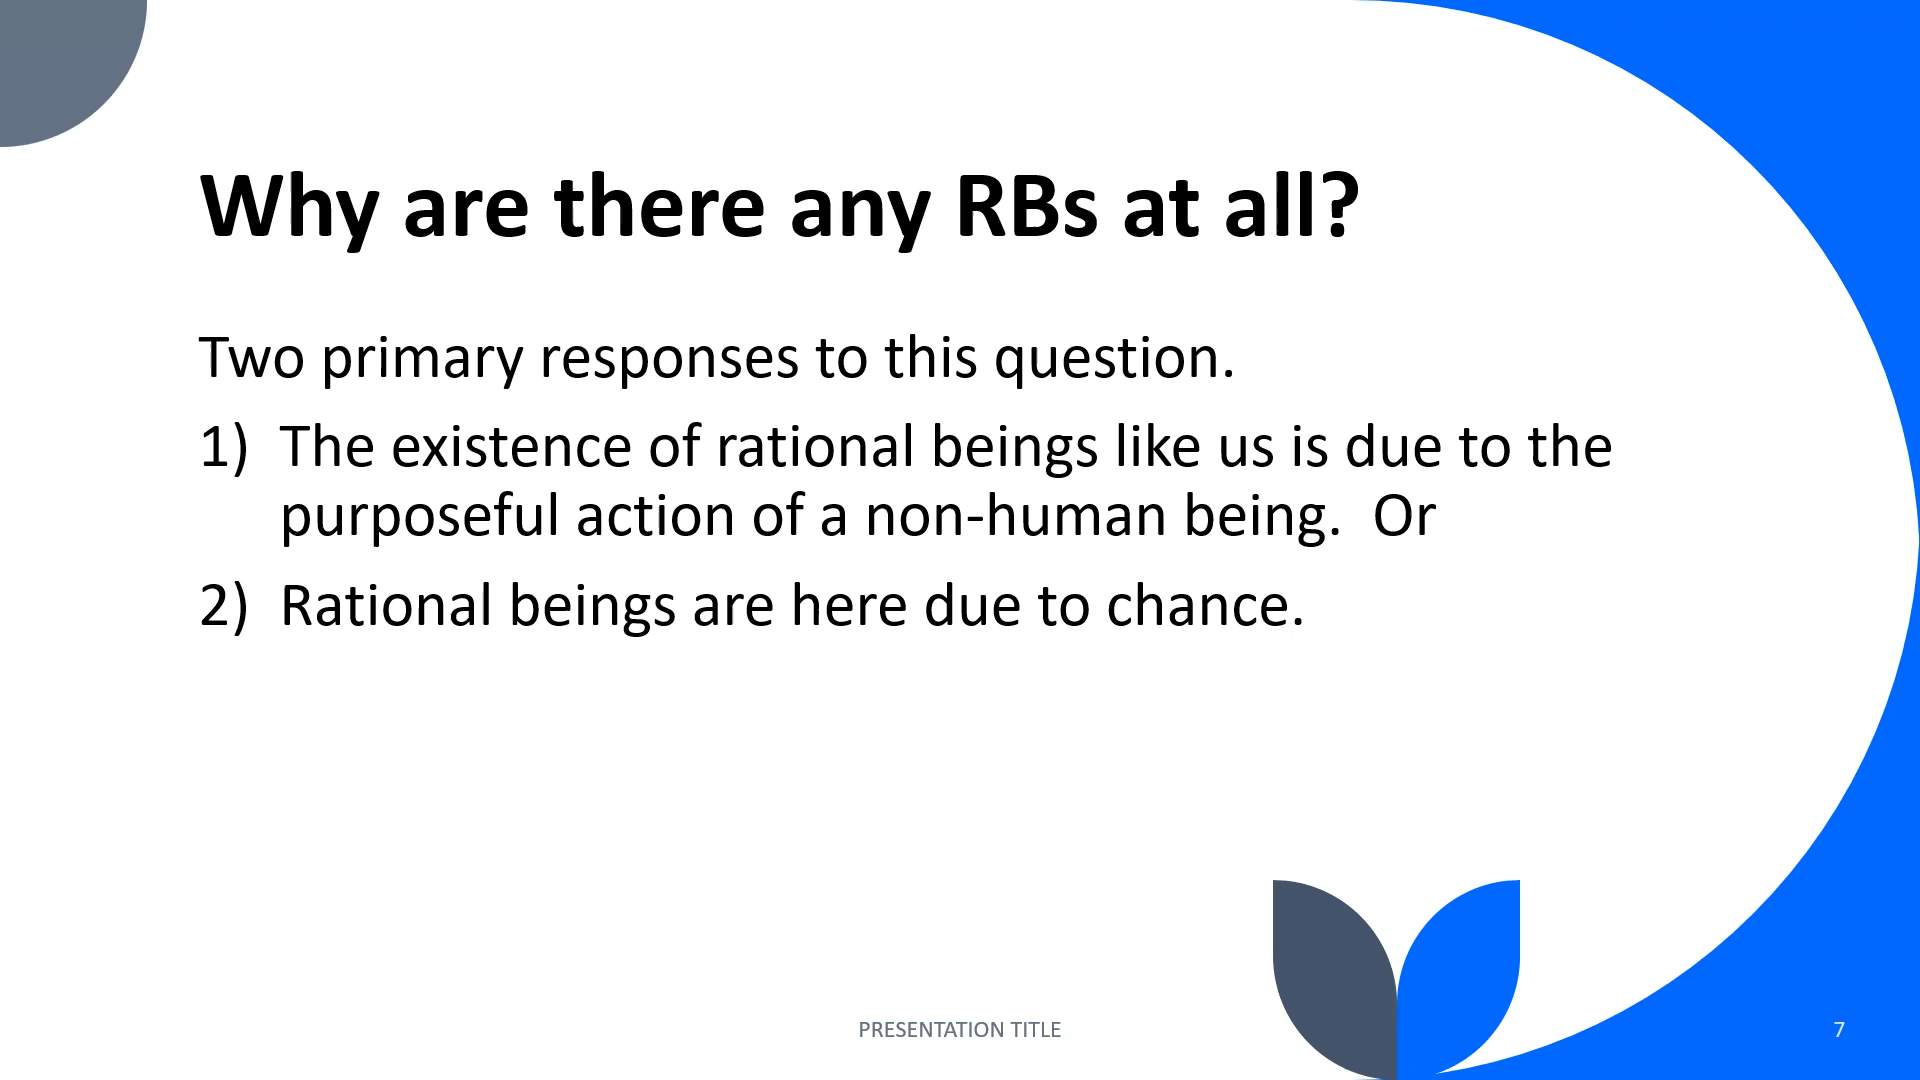 Why are there any RBs at all?
Two primary responses to this question.
1) The existence of rational beings like us is due to the
purposeful action of a non-human being.  Or
2) Rational beings are here due to chance.
PRESENTATION TITLE
7